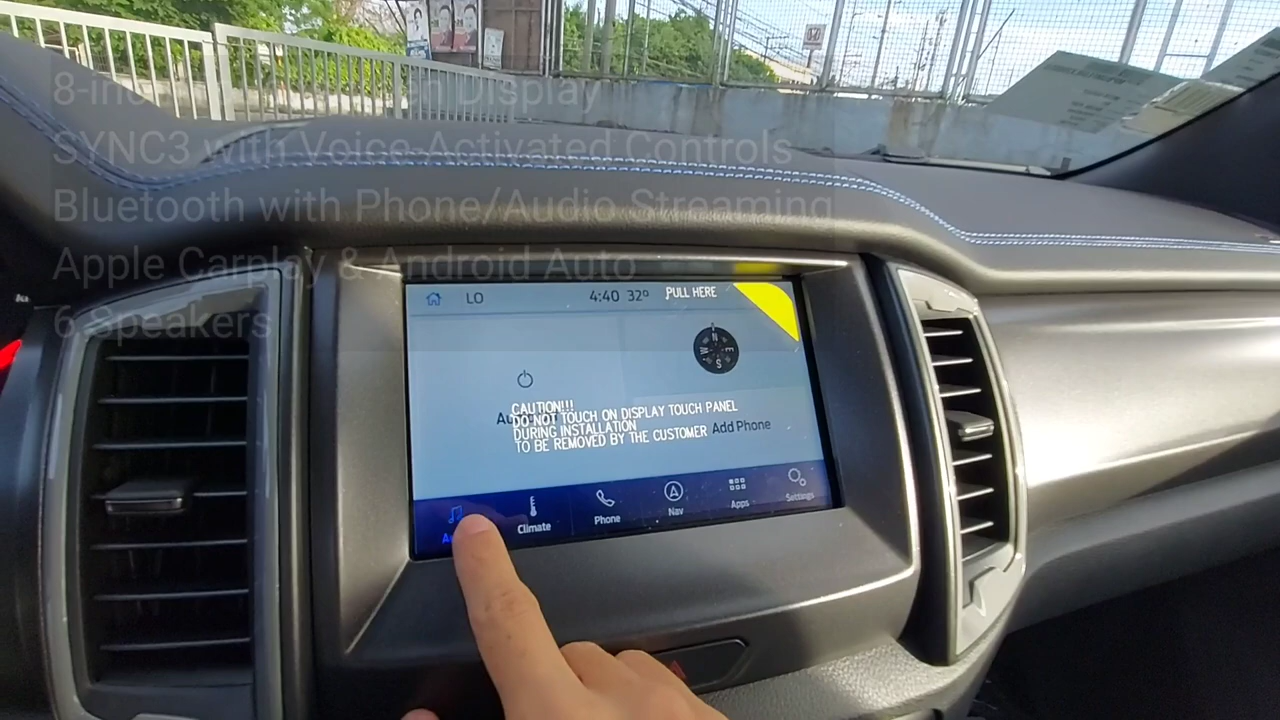 8-inch Display
SYNC3 with Voice-Activated Controls
Bluetooth with Phone/Audio Streaming
Apple Carplay & Android Auto
6 Speakers
LO
4:40 32°
PULL HERE
N
W E
S
CAUTION!!!
DO NOT TOUCH ON DISPLAY TOUCH PANEL
DURING INSTALLATION
TO BE REMOVED BY THE CUSTOMER
Add Phone
Climate
Phone
Nav
Apps
Settings